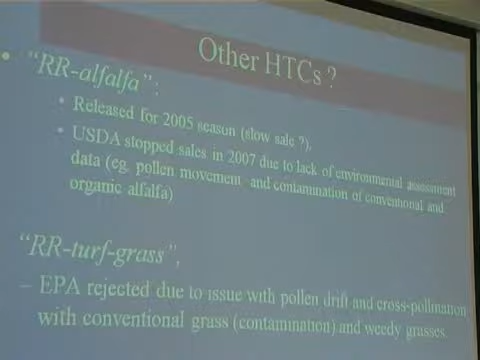 Other HTCs ?
• "RR-alfalfa":
• Released for 2005 season (slow sale ?),
• USDA stopped sales in 2007 due to lack of environmental assessment
data (eg. pollen movement and contamination of conventional and
organic alfalfa)
"RR-turf-grass",
– EPA rejected due to issue with pollen drift and cross-pollination
with conventional grass (contamination) and weedy grasses.